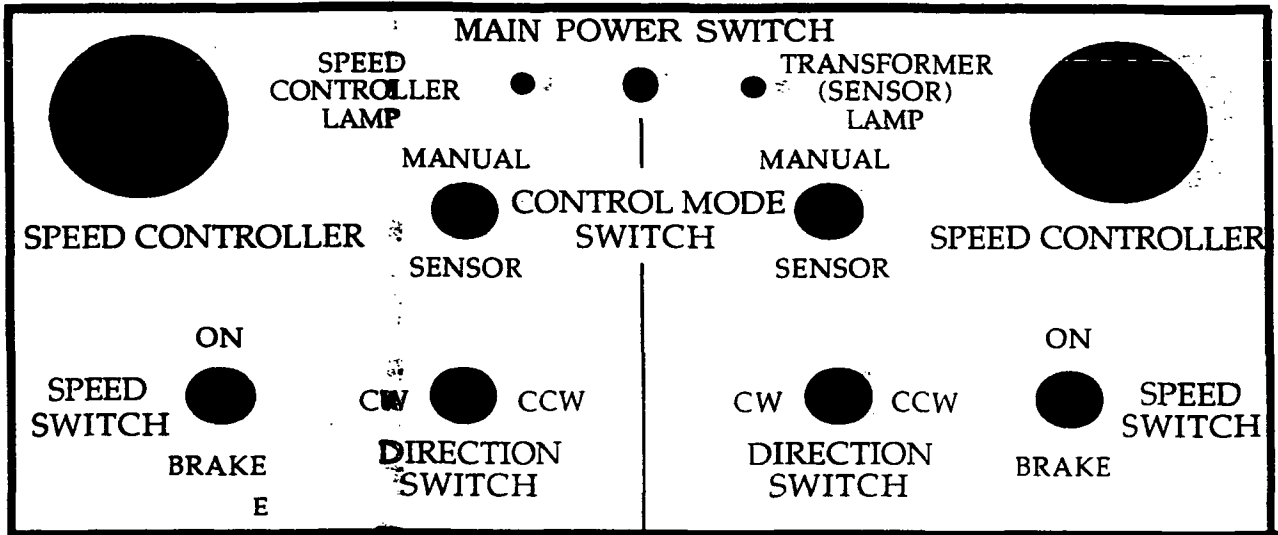 MAIN POWER SWITCH
SPEED
CONTROLLER
LAMP
TRANSFORMER
(SENSOR)
LAMP
MANUAL
MANUAL
CONTROL MODE
SWITCH
SPEED CONTROLLER
SPEED CONTROLLER
SENSOR
SENSOR
ON
ON
SPEED
SWITCH
CW
CCW
CW
CCW
SPEED
SWITCH
BRAKE
DIRECTION
SWITCH
DIRECTION
SWITCH
BRAKE
E